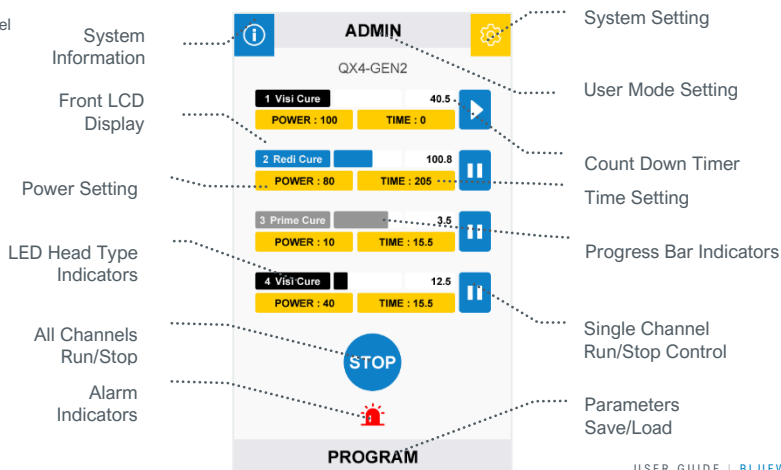 el
System
Information
Front LCD
Display
Power Setting
LED Head Type
Indicators
All Channels
Run/Stop
Alarm
Indicators
ADMIN
QX4-GEN2
1 Visi Cure 40.5
POWER : 100 TIME : 0
2 Redi Cure 100.8
POWER : 80 TIME : 205
3 Prime Cure 3.5
POWER : 10 TIME : 15.5
4 Visi Cure 12.5
POWER : 40 TIME : 15.5
STOP
PROGRAM
System Setting
User Mode Setting
Count Down Timer
Time Setting
Progress Bar Indicators
Single Channel
Run/Stop Control
Parameters
Save/Load
USER GUIDE |